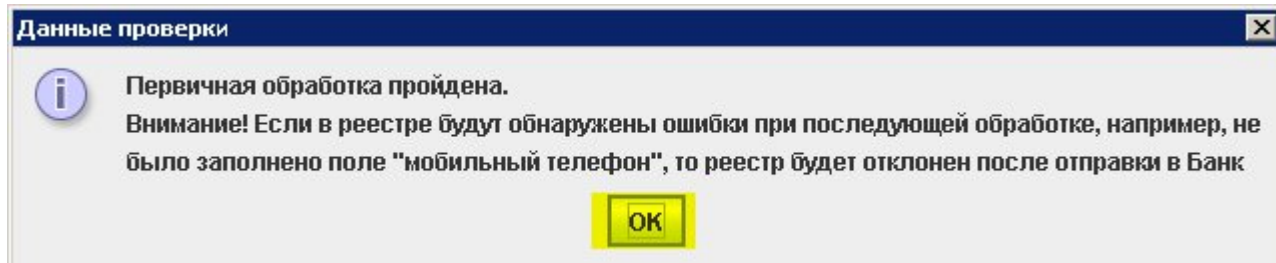 Данные проверки
Первичная обработка пройдена.
Внимание! Если в реестре будут обнаружены ошибки при последующей обработке, например, не
было заполнено поле "мобильный телефон", то реестр будет отклонен после отправки в Банк
ОК